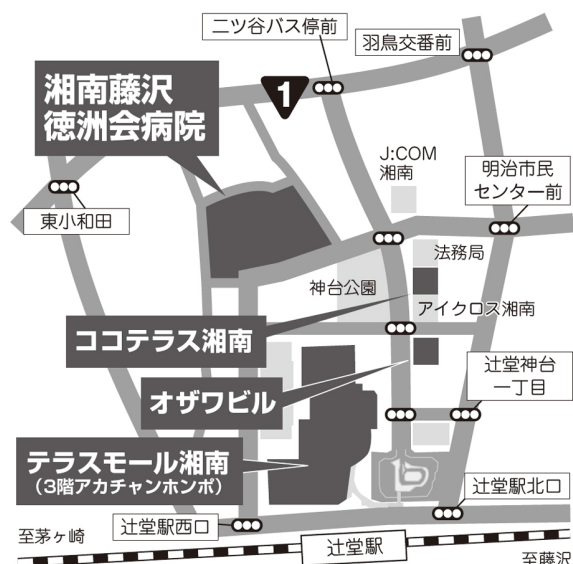 二ツ谷バス停前
羽鳥交番前
1
湘南藤沢
徳洲会病院
J:COM
湘南
明治市民
センター前
東小和田
法務局
神台公園
アイクロス湘南
ココテラス湘南
辻堂神台
一丁目
オザワビル
テラスモール湘南
(3階アカチャンホンポ)
辻堂駅北口
辻堂駅西口
至茅ヶ崎
辻堂駅
至藤沢